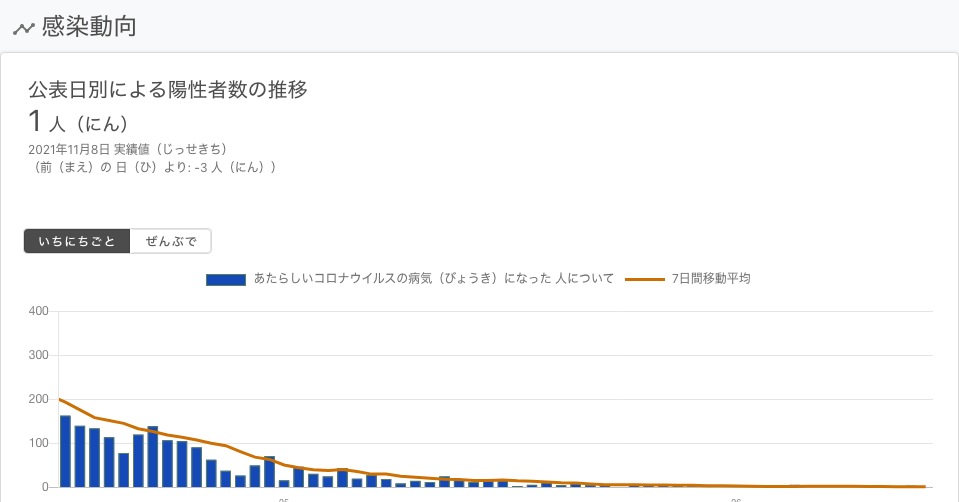 感染動向
公表日別による陽性者数の推移
1 人（にん）
2021年11月8日 実績値（じっせきち）
（前（まえ）の 日（ひ）より: -3 人（にん））
いちにちごと ぜんぶで
あたらしいコロナウイルスの病気（びょうき）になった 人について 7日間移動平均
400
300
200
100
0